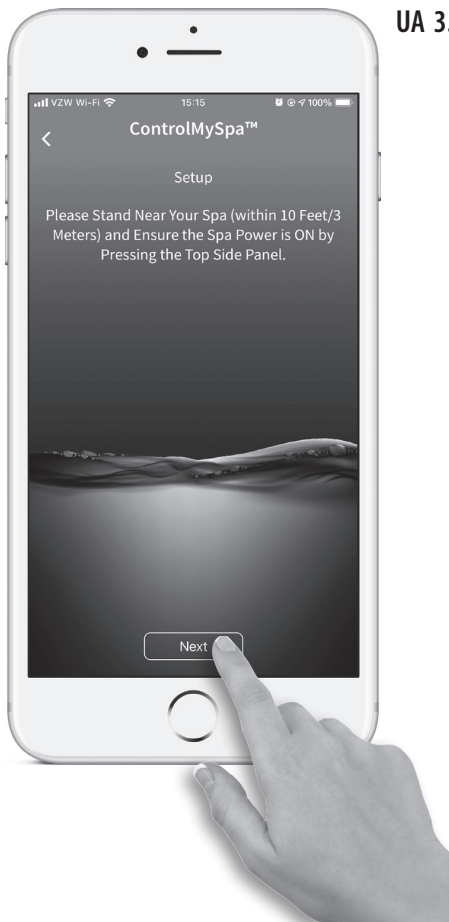 UA 3.
VZW Wi-Fi 15:15 100%
ControlMySpa™
Setup
Please Stand Near Your Spa (within 10 Feet/3
Meters) and Ensure the Spa Power is ON by
Pressing the Top Side Panel.
Next